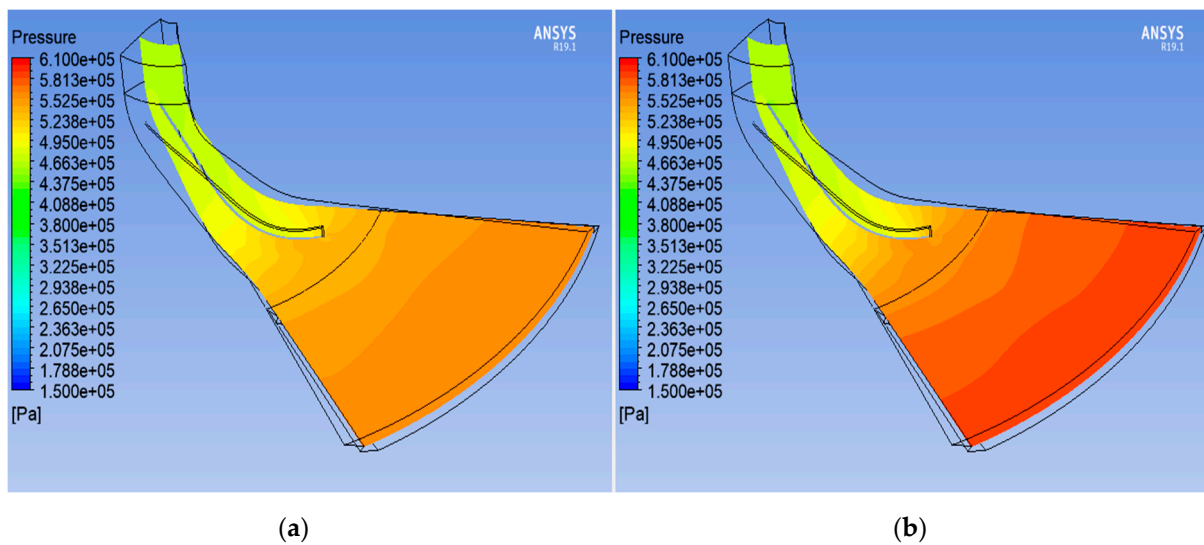 Pressure
6.100e+05
5.813e+05
5.525e+05
5.238e+05
4.950e+05
4.663e+05
4.375e+05
4.088e+05
3.800e+05
3.513e+05
3.225e+05
2.938e+05
2.650e+05
2.363e+05
2.075e+05
1.788e+05
1.500e+05
[Pa]
ANSYS
R19.1
Pressure
6.100e+05
5.813e+05
5.525e+05
5.238e+05
4.950e+05
4.663e+05
4.375e+05
4.088e+05
3.800e+05
3.513e+05
3.225e+05
2.938e+05
2.650e+05
2.363e+05
2.075e+05
1.788e+05
1.500e+05
[Pa]
ANSYS
R19.1
(a)
(b)